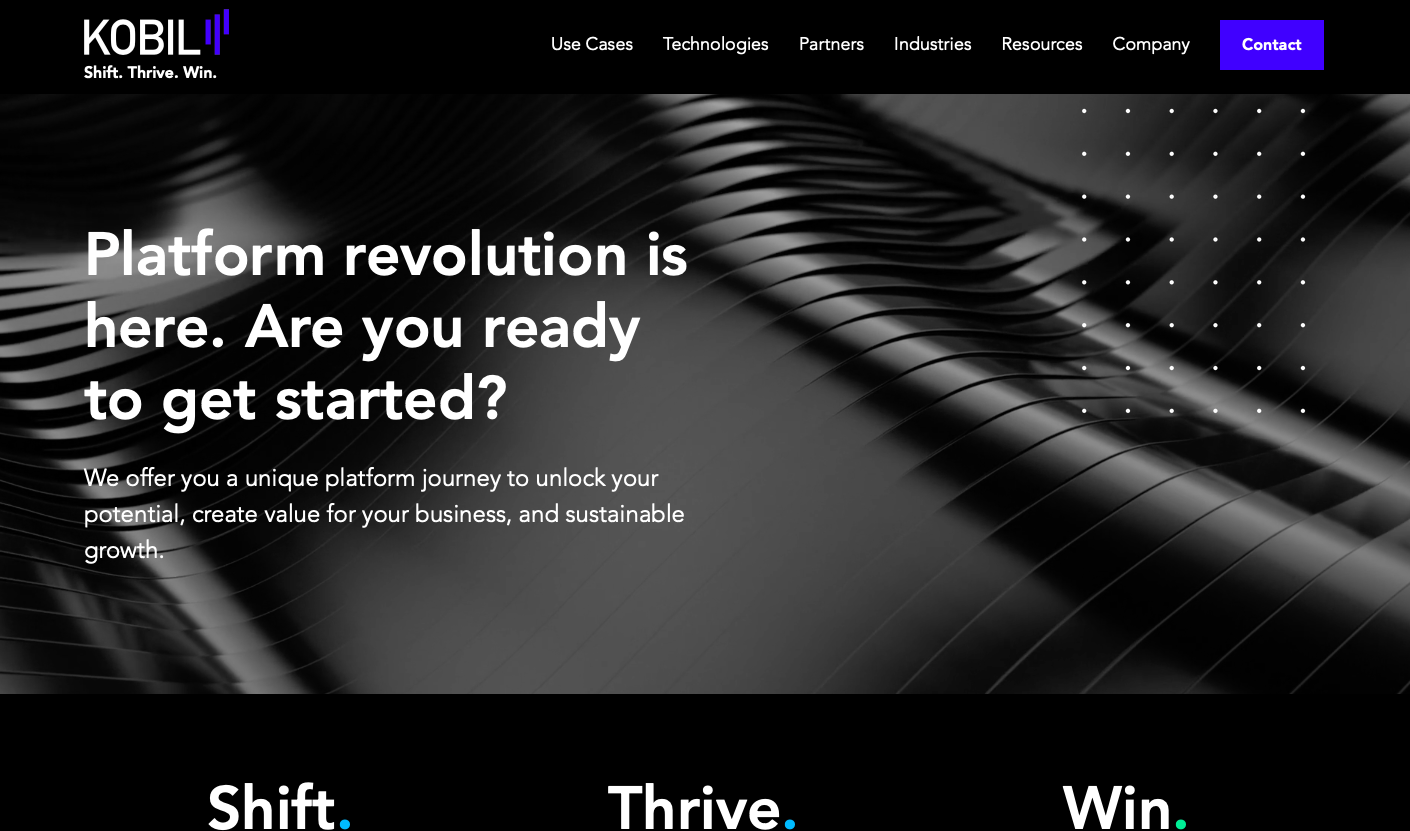 KOBIL
Shift. Thrive. Win.
Use Cases
Technologies
Partners
Industries
Resources
Company
Contact
Platform revolution is
here. Are you ready
to get started?
We offer you a unique platform journey to unlock your
potential, create value for your business, and sustainable
growth.
Shift.
Thrive.
Win.